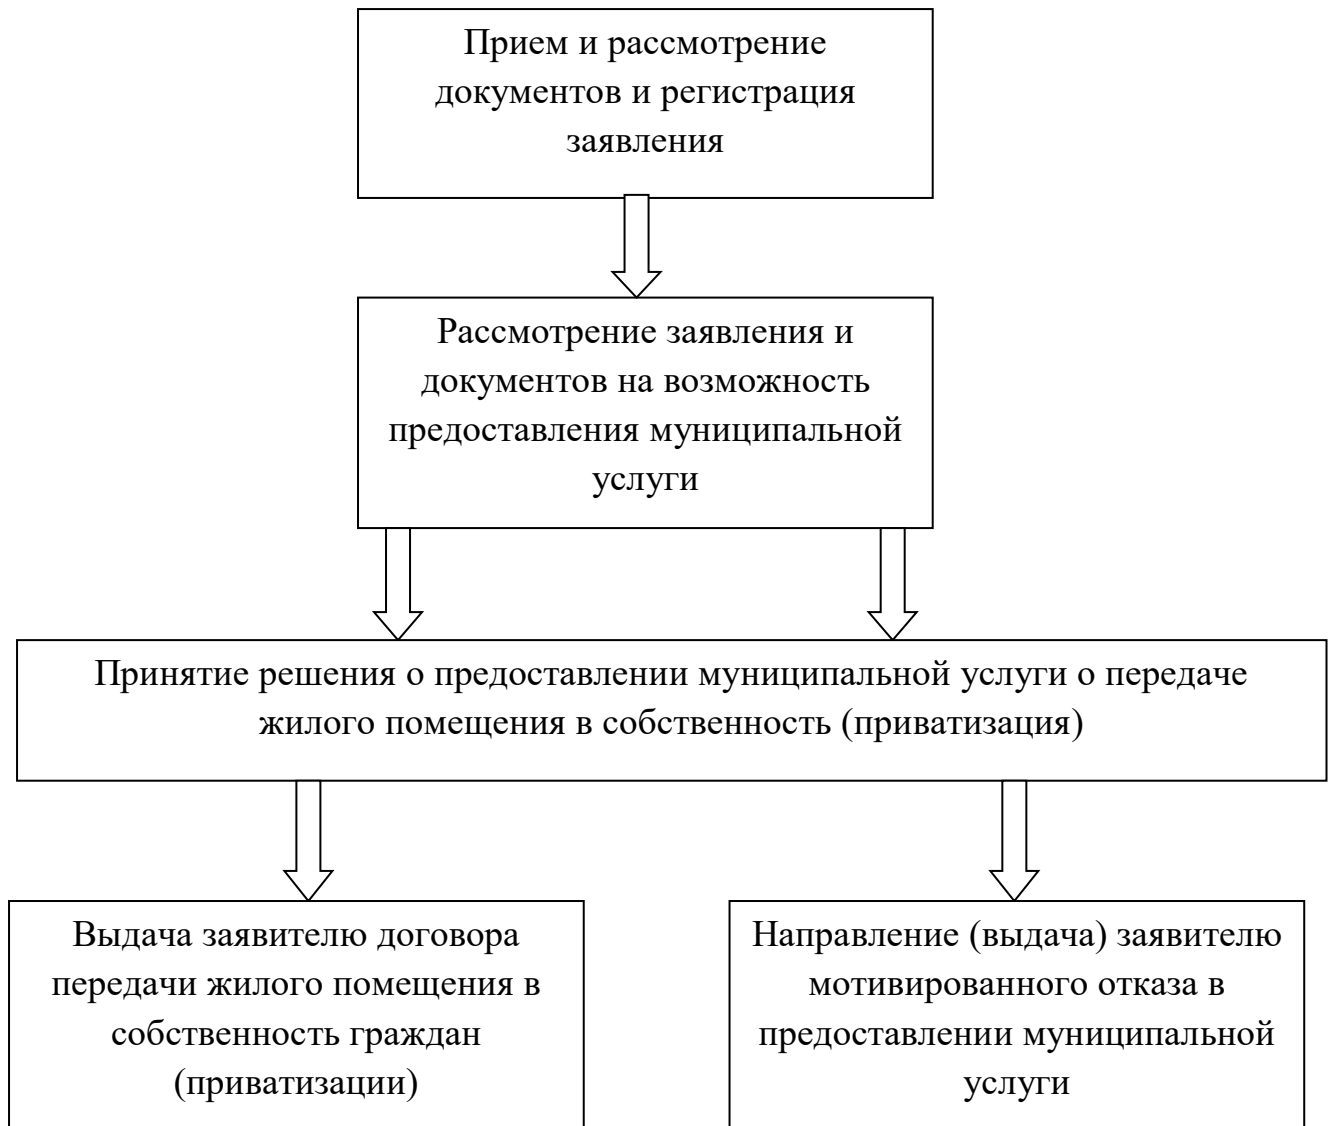 Прием и рассмотрение
документов и регистрация
заявления
Рассмотрение заявления и
документов на возможность
предоставления муниципальной
услуги
Принятие решения о предоставлении муниципальной услуги о передаче
жилого помещения в собственность (приватизация)
Выдача заявителю договора
передачи жилого помещения в
собственность граждан
(приватизации)
Направление (выдача) заявителю
мотивированного отказа в
предоставлении муниципальной
услуги